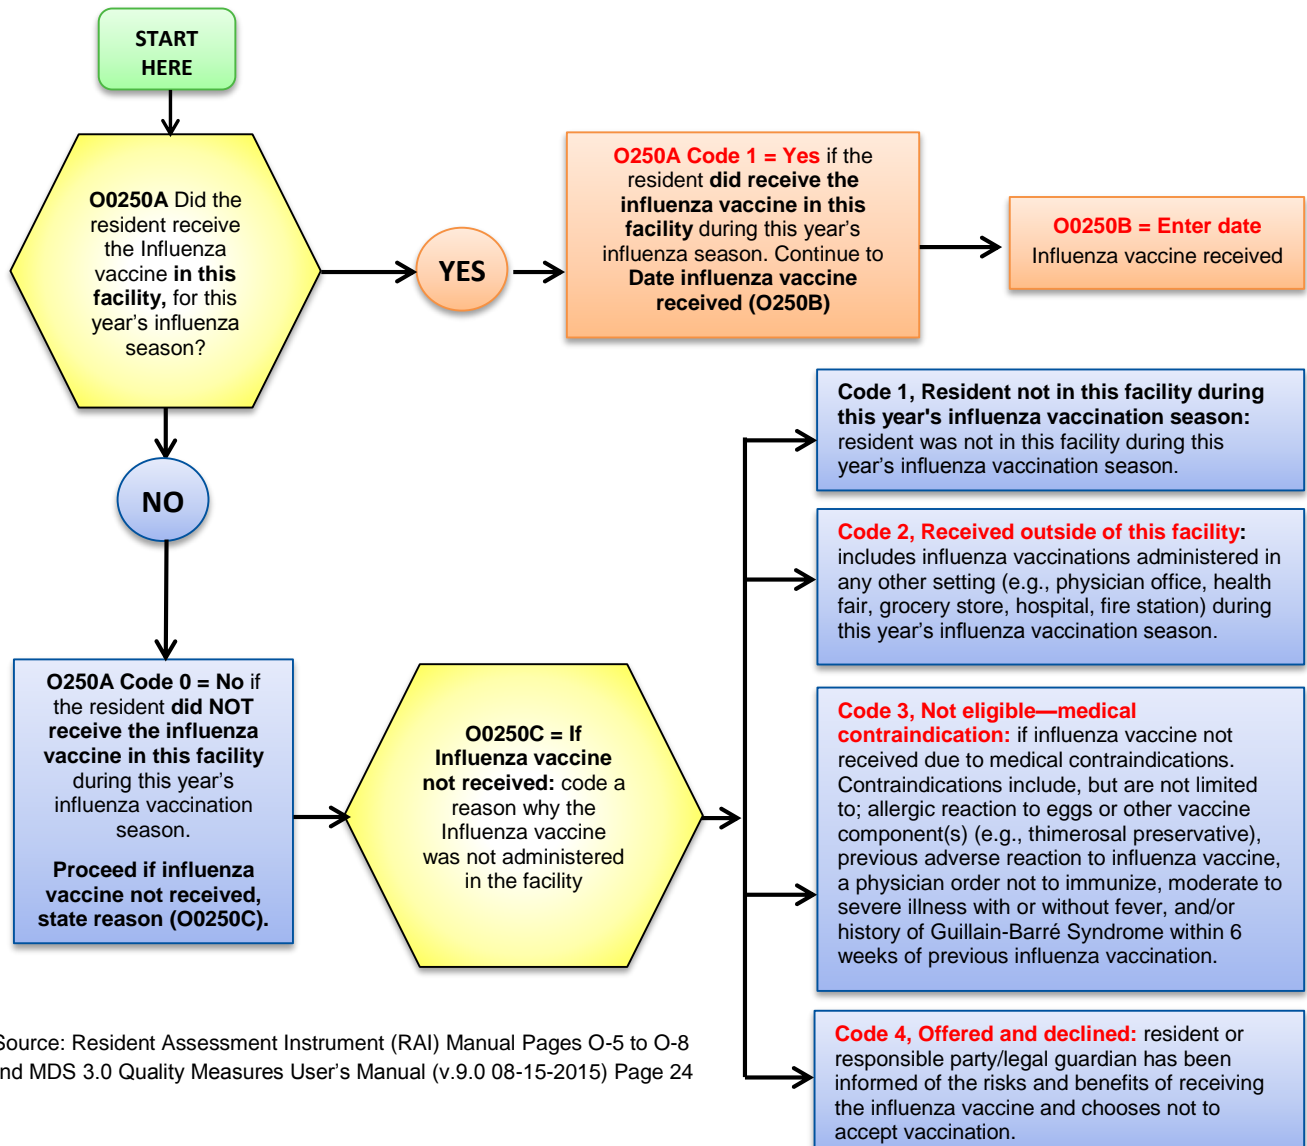 START
HERE
O0250A Did the
resident receive
the Influenza
vaccine in this
facility, for this
year’s influenza
season?
YES
O250A Code 1 = Yes if the
resident did receive the
influenza vaccine in this
facility during this year’s
influenza season. Continue to
Date influenza vaccine
received (O250B)
O0250B = Enter date
Influenza vaccine received
NO
O250A Code 0 = No if
the resident did NOT
receive the influenza
vaccine in this facility
during this year’s
influenza vaccination
season.
Proceed if influenza
vaccine not received,
state reason (O0250C).
O0250C = If
Influenza vaccine
not received: code a
reason why the
Influenza vaccine
was not administered
in the facility
Code 1, Resident not in this facility during
this year's influenza vaccination season:
resident was not in this facility during this
year’s influenza vaccination season.
Code 2, Received outside of this facility:
includes influenza vaccinations administered in
any other setting (e.g., physician office, health
fair, grocery store, hospital, fire station) during
this year’s influenza vaccination season.
Code 3, Not eligible—medical
contraindication: if influenza vaccine not
received due to medical contraindications.
Contraindications include, but are not limited
to; allergic reaction to eggs or other vaccine
component(s) (e.g., thimerosal preservative),
previous adverse reaction to influenza vaccine,
a physician order not to immunize, moderate to
severe illness with or without fever, and/or
history of Guillain-Barré Syndrome within 6
weeks of previous influenza vaccination.
Code 4, Offered and declined: resident or
responsible party/legal guardian has been
informed of the risks and benefits of receiving
the influenza vaccine and chooses not to
accept vaccination.
Source: Resident Assessment Instrument (RAI) Manual Pages O-5 to O-8
nd MDS 3.0 Quality Measures User’s Manual (v.9.0 08-15-2015) Page 24